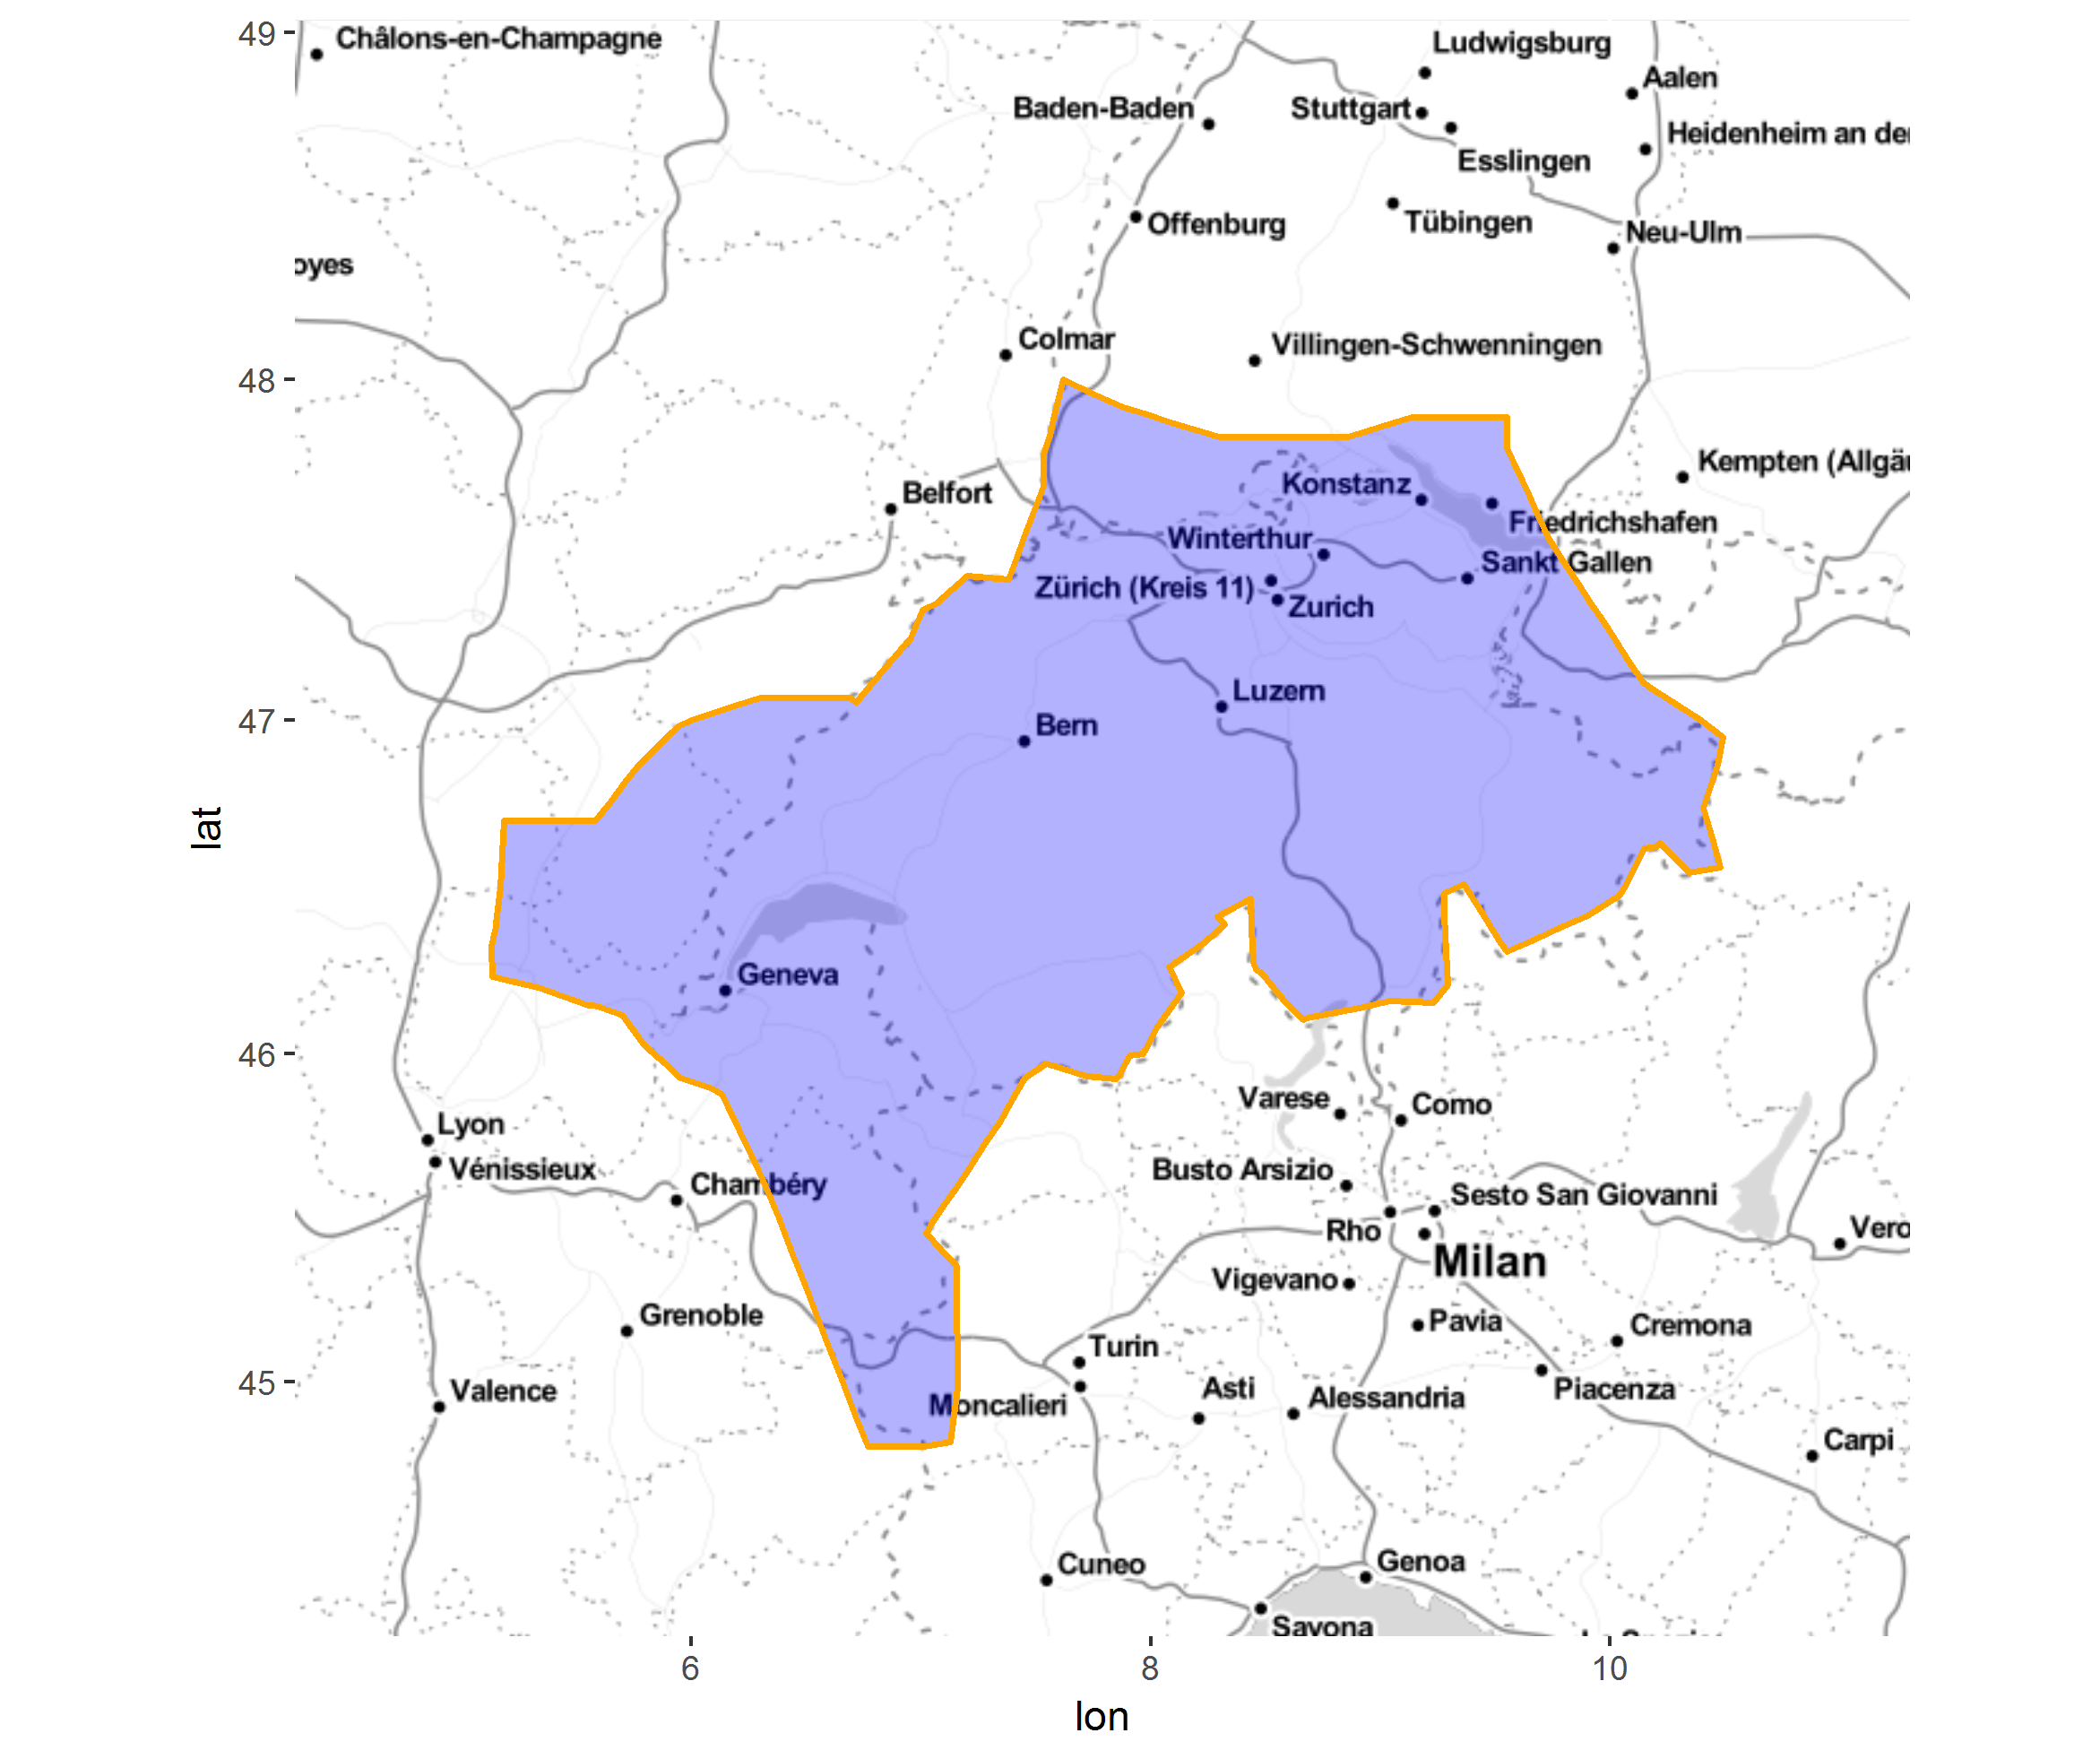 49
Châlons-en-Champagne
Ludwigsburg
Aalen
Baden-Baden
Stuttgart
Heidenheim an der
Esslingen
Offenburg
Tübingen
Neu-Ulm
oyes
Colmar
Villingen-Schwenningen
48
Belfort
Konstanz
Kempten (Allgäu
Friedrichshafen
Winterthur
Sankt Gallen
Zürich (Kreis 11)
Zurich
Luzern
47
Bern
lat
Geneva
46
Varese
Como
Lyon
Vénissieux
Chambéry
Busto Arsizio
Sesto San Giovanni
Rho
Vero
Milan
Vigevano
Grenoble
Pavia
Cremona
Turin
45
Valence
Moncalieri
Asti
Alessandria
Piacenza
Carpi
Cuneo
Genoa
Savona
6
8
10
lon